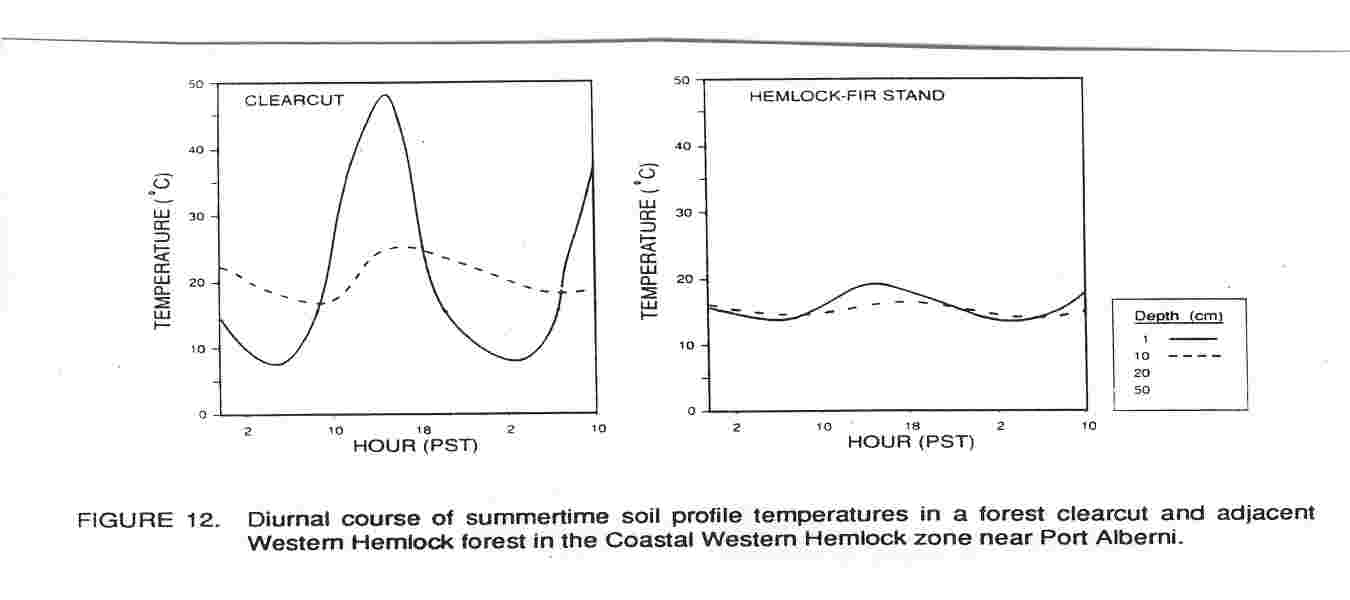 CLEARCUT
50
40
30
20
10
0
TEMPERATURE (°C)
2 10 18 2 10
HOUR (PST)
HEMLOCK-FIR STAND
50
40
30
20
10
0
TEMPERATURE (°C)
2 10 18 2 10
HOUR (PST)
Depth (cm)
1
10
20
50
FIGURE 12. Diurnal course of summertime soil profile temperatures in a forest clearcut and adjacent
Western Hemlock forest in the Coastal Western Hemlock zone near Port Alberni.